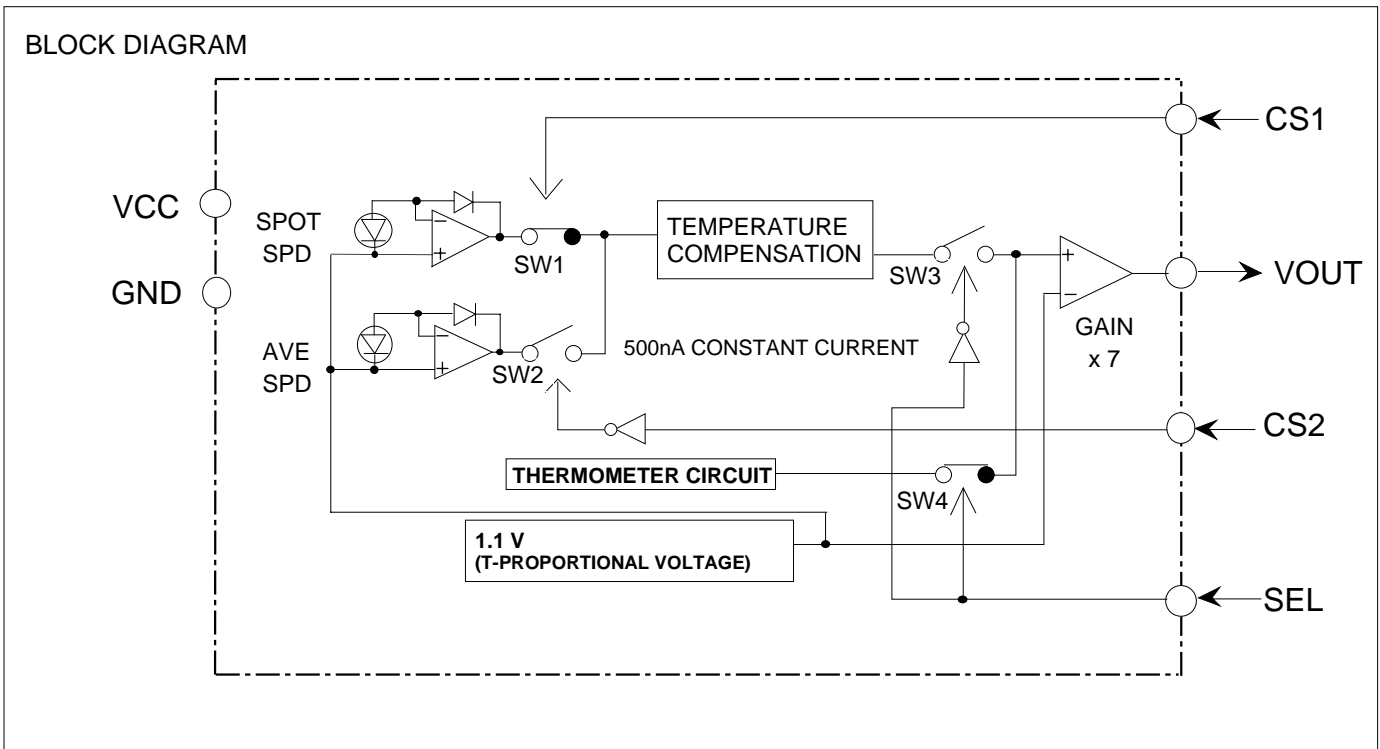 BLOCK DIAGRAM
CS1
VCC
SPOT
SPD
TEMPERATURE
COMPENSATION
SW1
SW3
GND
VOUT
AVE
SPD
500nA CONSTANT CURRENT
GAIN
x 7
SW2
CS2
THERMOMETER CIRCUIT
SW4
1.1 V
(T-PROPORTIONAL VOLTAGE)
SEL